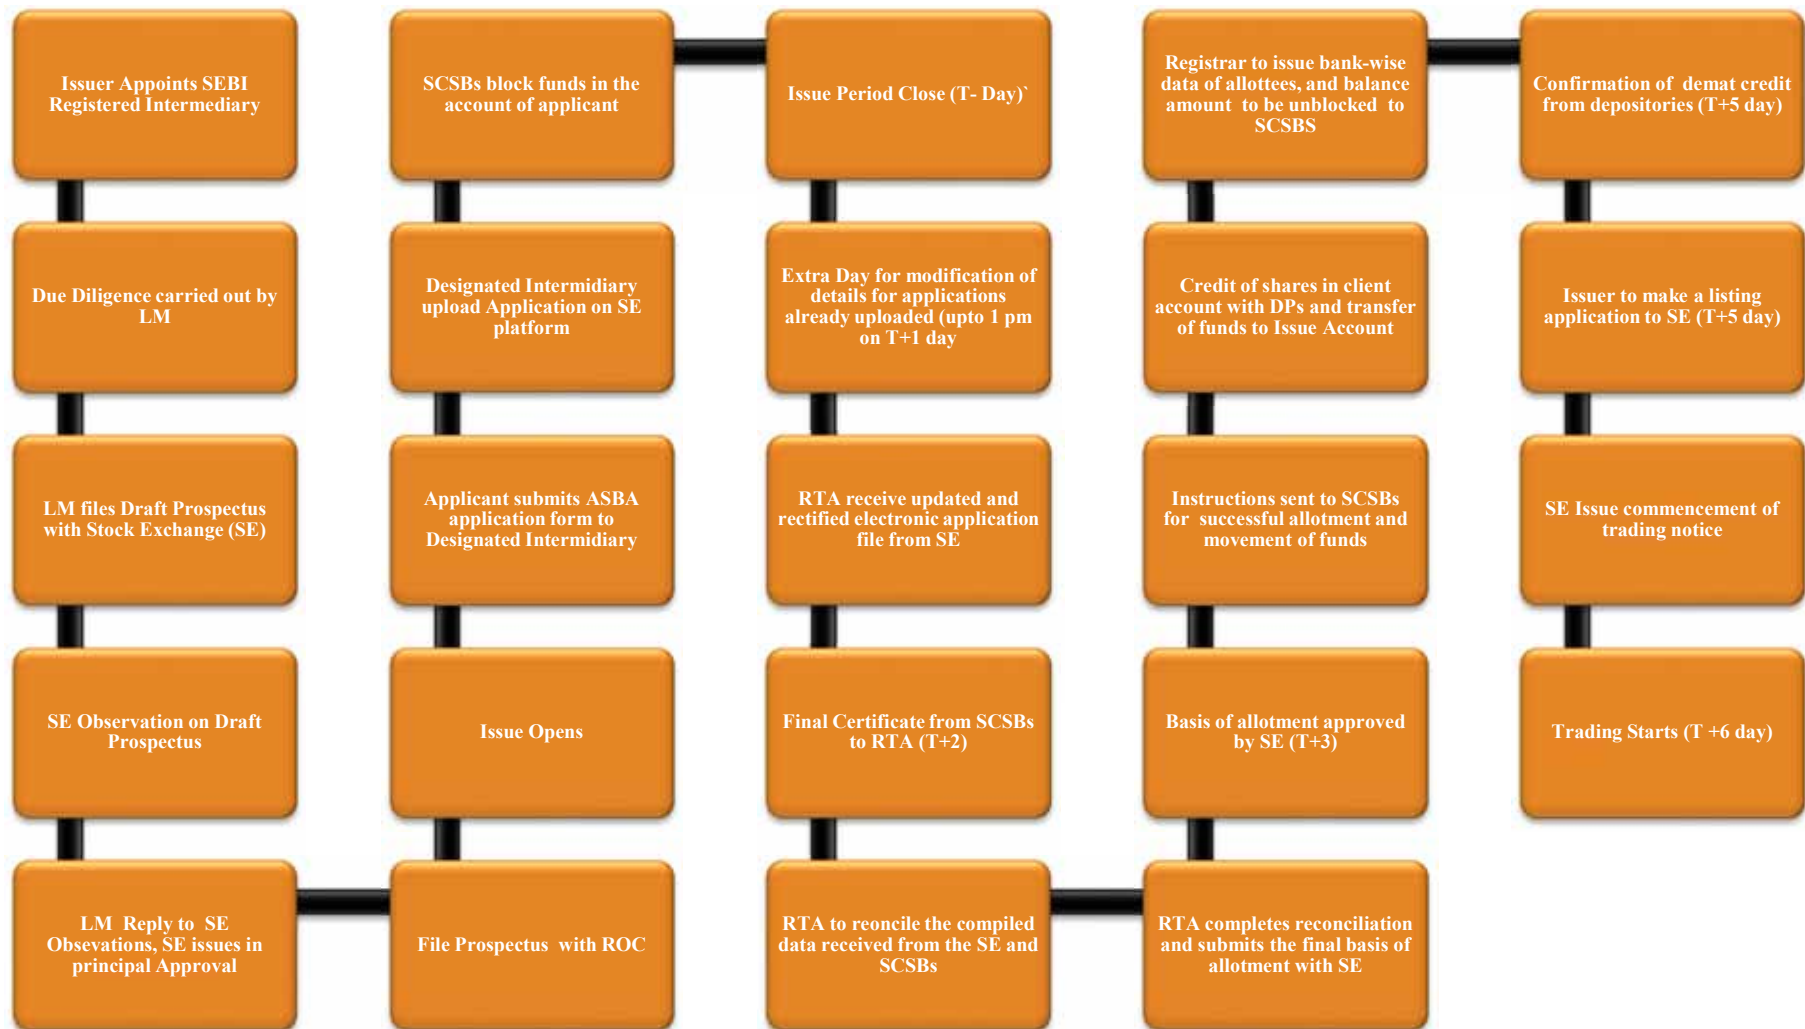 Issuer Appoints SEBI
Registered Intermediary
Due Diligence carried out by
LM
LM files Draft Prospectus
with Stock Exchange (SE)
SE Observation on Draft
Prospectus
LM Reply to SE
Obsevations, SE issues in
principal Approval
File Prospectus with ROC
Issue Opens
Applicant submits ASBA
application form to
Designated Intermidiary
Designated Intermidiary
upload Application on SE
platform
SCSBs block funds in the
account of applicant
Issue Period Close (T- Day)`
Extra Day for modification of
details for applications
already uploaded (upto 1 pm
on T+1 day
RTA receive updated and
rectified electronic application
file from SE
Final Certificate from SCSBs
to RTA (T+2)
RTA to reconcile the compiled
data received from the SE and
SCSBs
RTA completes reconciliation
and submits the final basis of
allotment with SE
Basis of allotment approved
by SE (T+3)
Instructions sent to SCSBs
for successful allotment and
movement of funds
Credit of shares in client
account with DPs and transfer
of funds to Issue Account
Registrar to issue bank-wise
data of allottees, and balance
amount to be unblocked to
SCSBS
Confirmation of demat credit
from depositories (T+5 day)
Issuer to make a listing
application to SE (T+5 day)
SE Issue commencement of
trading notice
Trading Starts (T +6 day)